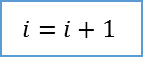 i = i + 1